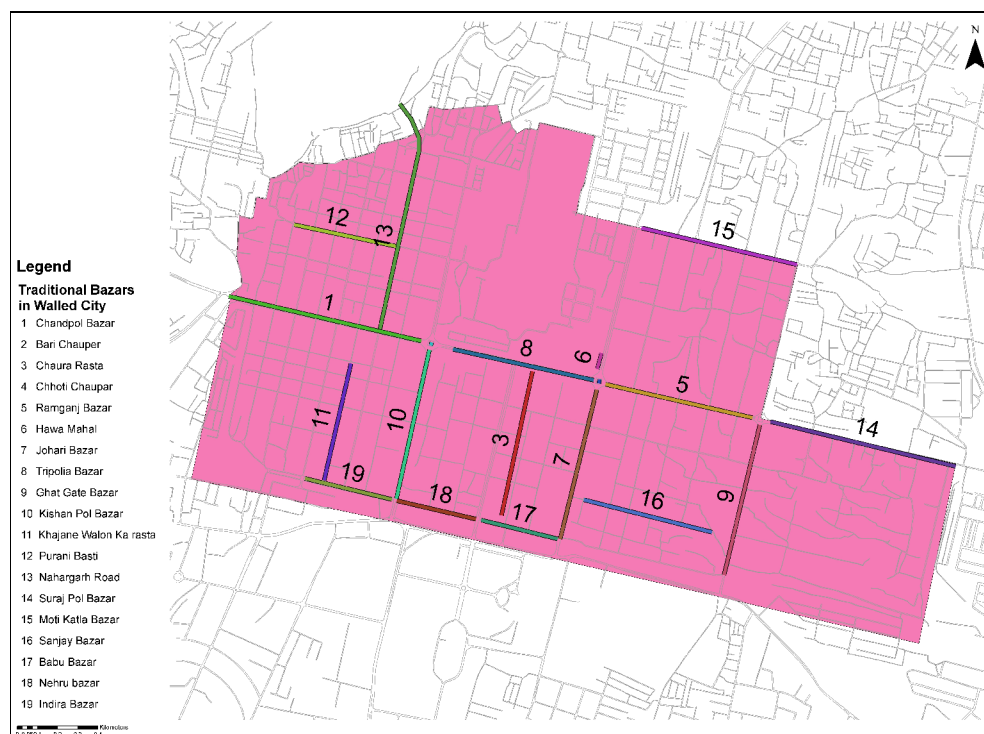 N
15
12
13
1
8
6
5
14
11
10
3
7
9
16
19
18
17
Legend
Traditional Bazars
in Walled City
1 Chandpol Bazar
2 Bari Chauper
3 Chaura Rasta
4 Chhoti Chaupar
5 Ramganj Bazar
6 Hawa Mahal
7 Johari Bazar
8 Tripolia Bazar
9 Ghat Gate Bazar
10 Kishan Pol Bazar
11 Khajane Walon Ka rasta
12 Purani Basti
13 Nahargarh Road
14 Suraj Pol Bazar
15 Moti Katla Bazar
16 Sanjay Bazar
17 Babu Bazar
18 Nehru bazar
19 Indira Bazar
Kilometers